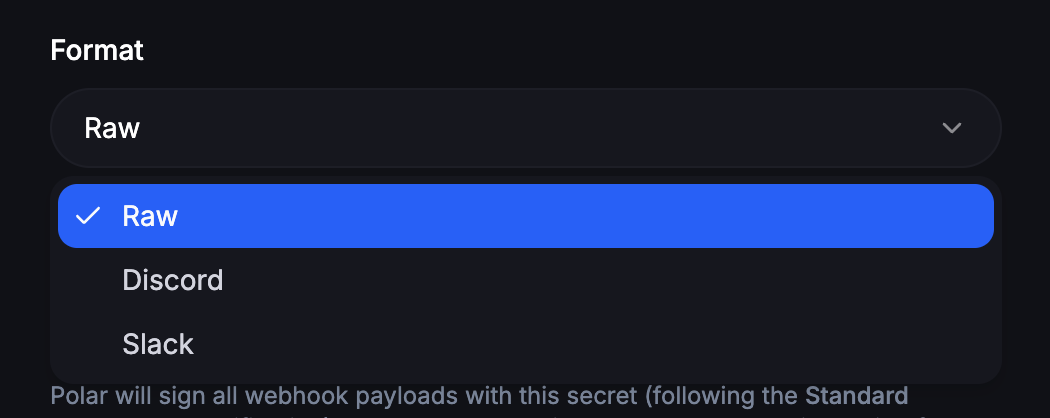 Format
Raw
Raw
Discord
Slack
Polar will sign all webhook payloads with this secret (following the Standard